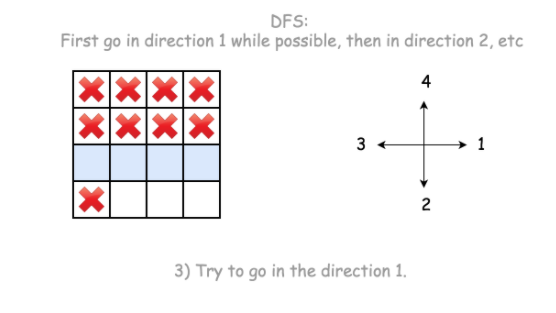 DFS:
First go in direction 1 while possible, then in direction 2, etc
4
3
1
2
3) Try to go in the direction 1.